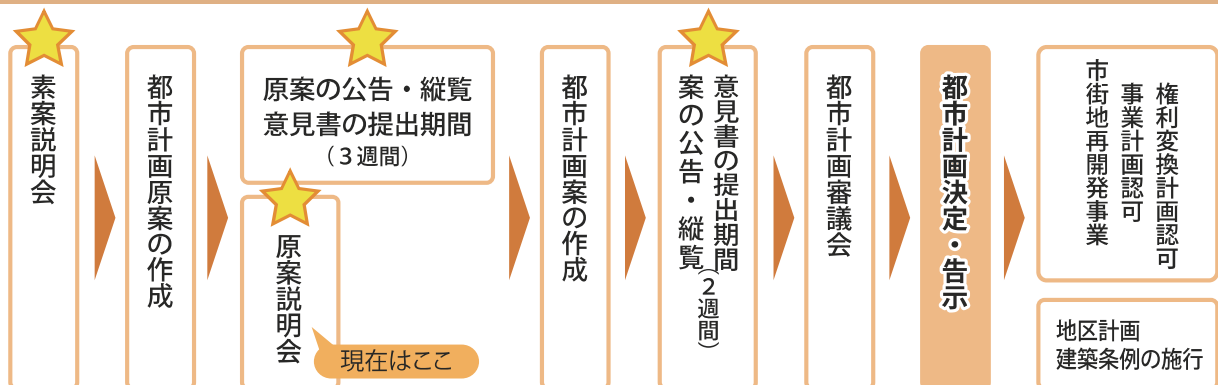 素案説明会
都市計画原案の作成
原案の公告・縦覧
意見書の提出期間
（３週間）
原案説明会
現在はここ
都市計画案の作成
意見書の提出期間
案の公告・縦覧
（２週間）
都市計画審議会
都市計画決定・告示
権利変換計画認可
事業計画認可
市街地再開発事業
地区計画
建築条例の施行